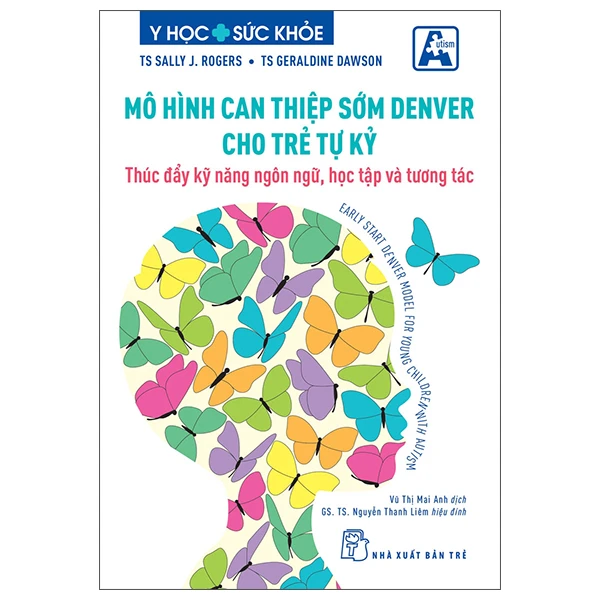 Y HỌC SỨC KHỎE
TS SALLY J. ROGERS • TS GERALDINE DAWSON
Autism
MÔ HÌNH CAN THIỆP SỚM DENVER
CHO TRẺ TỰ KỶ
Thúc đẩy kỹ năng ngôn ngữ, học tập và tương tác
EARLY START DENVER MODEL FOR YOUNG CHILDREN WITH AUTISM
Vũ Thị Mai Anh dịch
GS. TS. Nguyễn Thanh Liêm hiệu đính
NHÀ XUẤT BẢN TRẺ